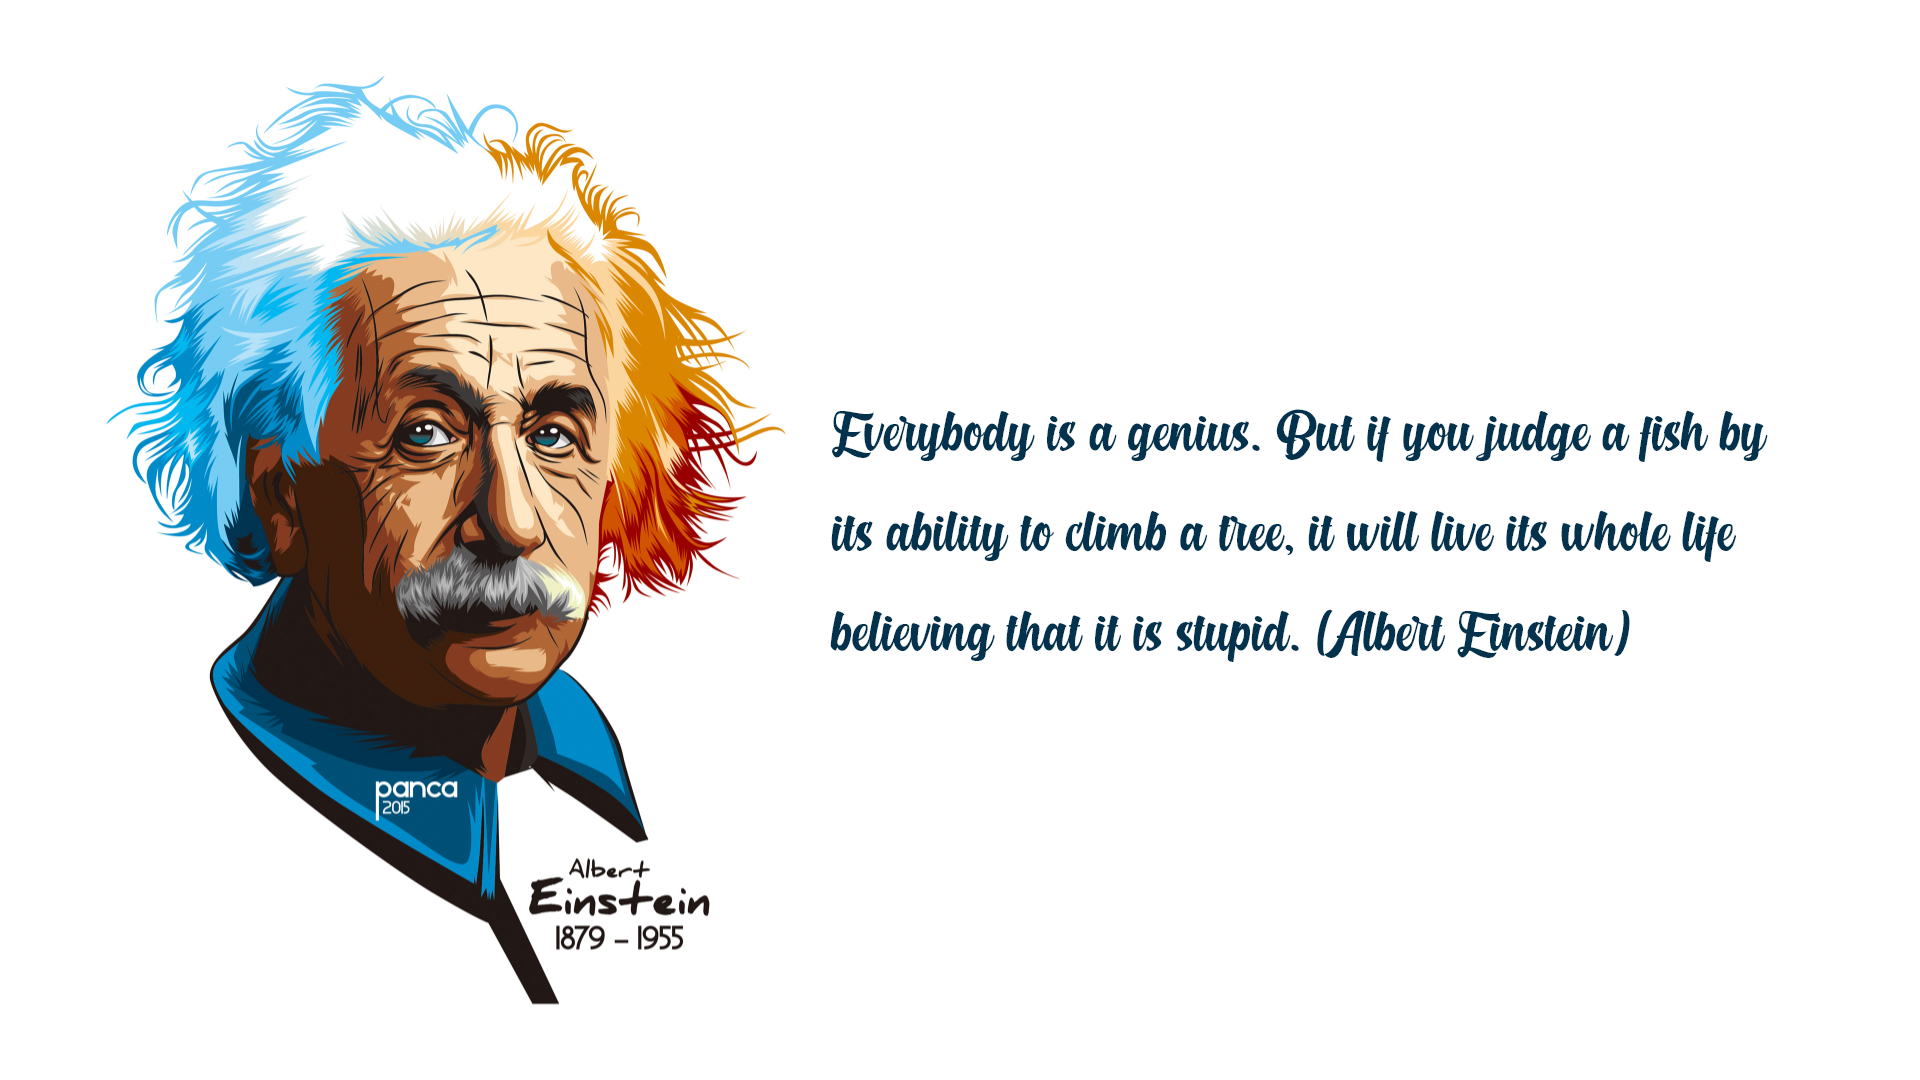 Everybody is a genius. But if you judge a fish by
its ability to climb a tree, it will live its whole life
believing that it is stupid. (Albert Einstein)
panca
2015
Albert
Einstein
1879 - 1955